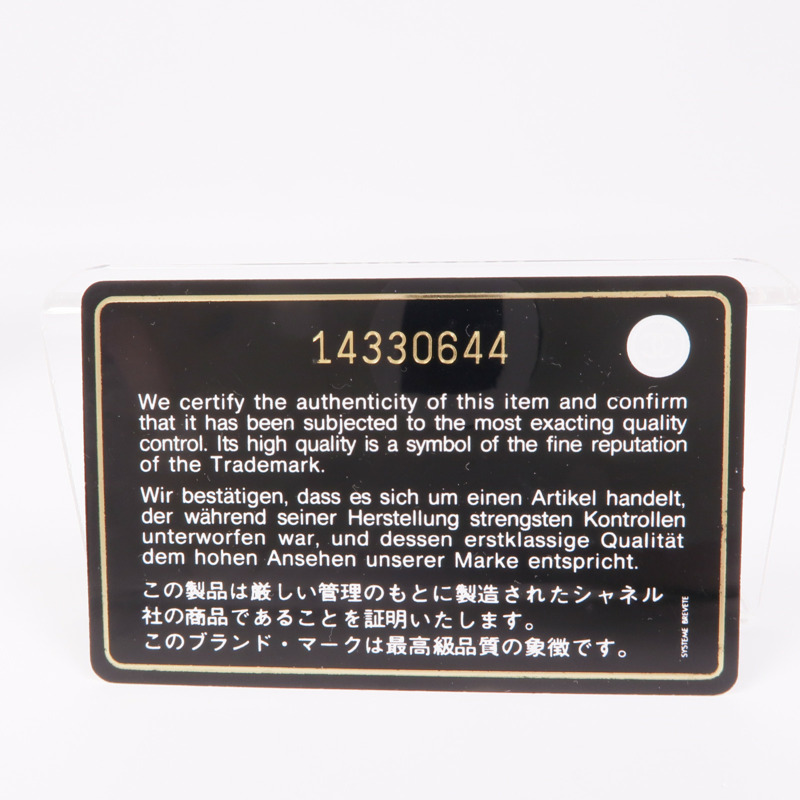 14330644
We certify the authenticity of this item and confirm
that it has been subjected to the most exacting quality
control. Its high quality is a symbol of the fine reputation
of the Trademark.
Wir bestätigen, dass es sich um einen Artikel handelt,
der während seiner Herstellung strengsten Kontrollen
unterworfen war, und dessen erstklassige Qualität
dem hohen Ansehen unserer Marke entspricht.
この製品は厳しい管理のもとに製造されたシャネル
社の商品であることを証明いたします。
このブランド・マークは最高級品質の象徴です。
SYSTEME BREVETE